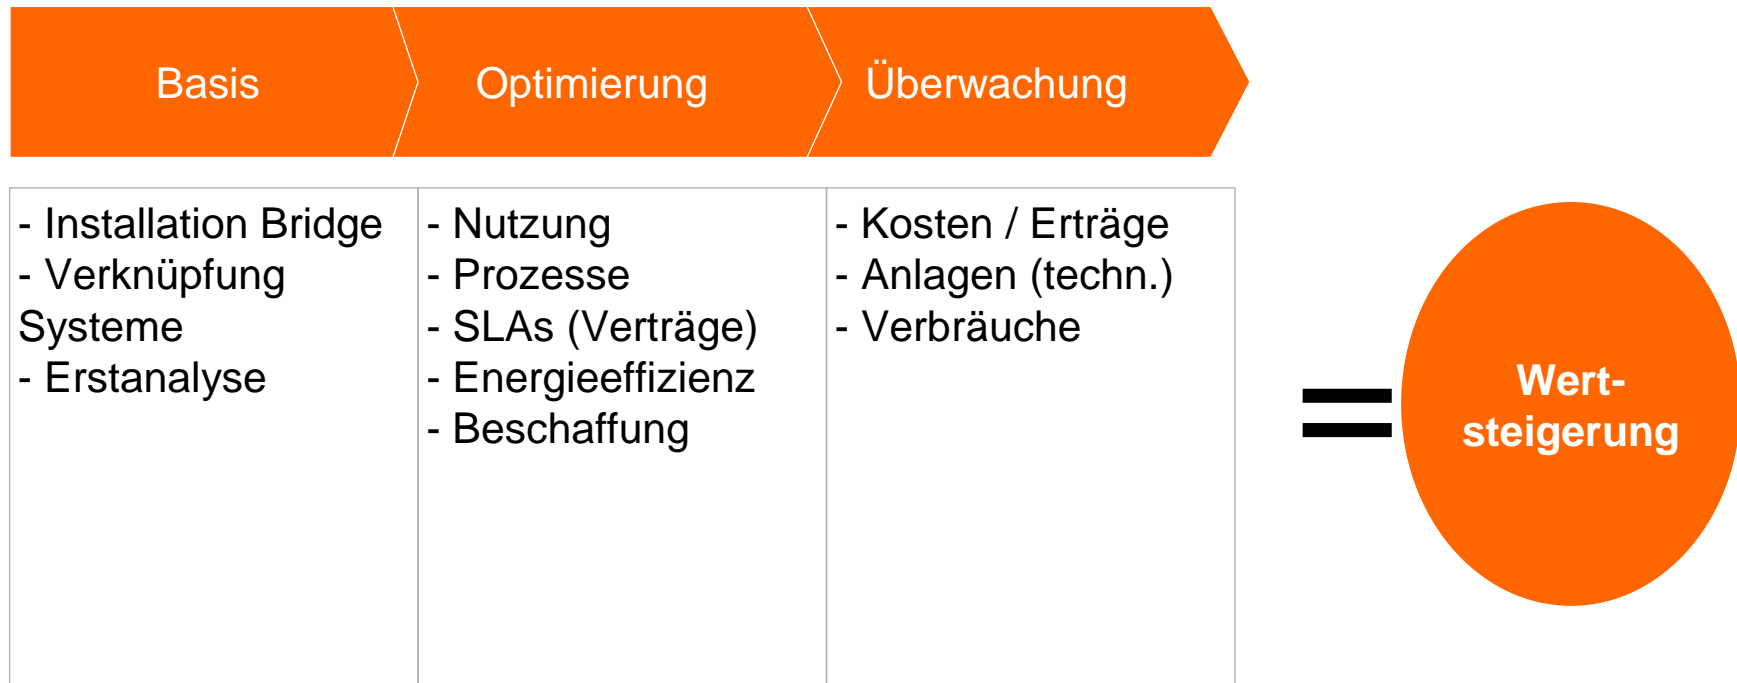 Basis
Optimierung
Überwachung
- Installation Bridge
- Verknüpfung
Systeme
- Erstanalyse
- Nutzung
- Prozesse
- SLAs (Verträge)
- Energieeffizienz
- Beschaffung
- Kosten / Erträge
- Anlagen (techn.)
- Verbräuche
=
Wert-
steigerung